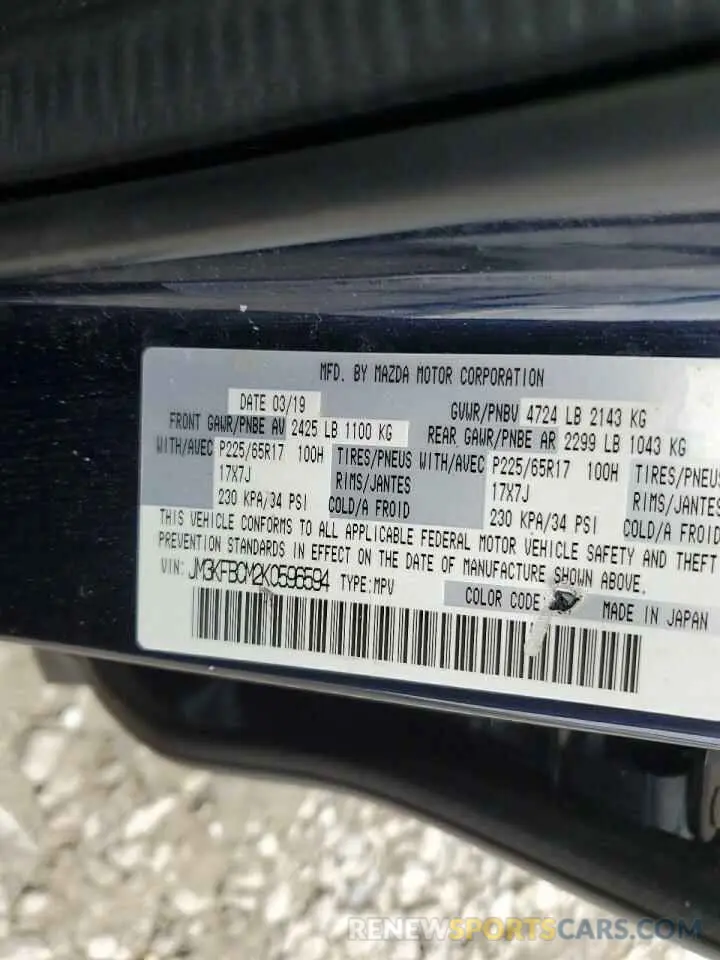 MFD. BY MAZDA MOTOR CORPORATION
DATE 03/19 GVWR/PNBV 4724 LB 2143 KG
FRONT GAWR/PNBE AV 2425 LB 1100 KG REAR GAWR/PNBE AR 2299 LB 1043 KG
WITH/AVEC P225/65R17 100H TIRES/PNEUS WITH/AVEC P225/65R17 100H TIRES/PNEUS
17X7J RIMS/JANTES 17X7J RIMS/JANTES
230 KPA/34 PSI COLD/A FROID 230 KPA/34 PSI COLD/A FROID
THIS VEHICLE CONFORMS TO ALL APPLICABLE FEDERAL MOTOR VEHICLE SAFETY AND THEFT
PREVENTION STANDARDS IN EFFECT ON THE DATE OF MANUFACTURE SHOWN ABOVE.
VIN: JM3KFBCM2K0596594 TYPE:MPV COLOR CODE: MADE IN JAPAN
RENEWSPORTSCARS.COM